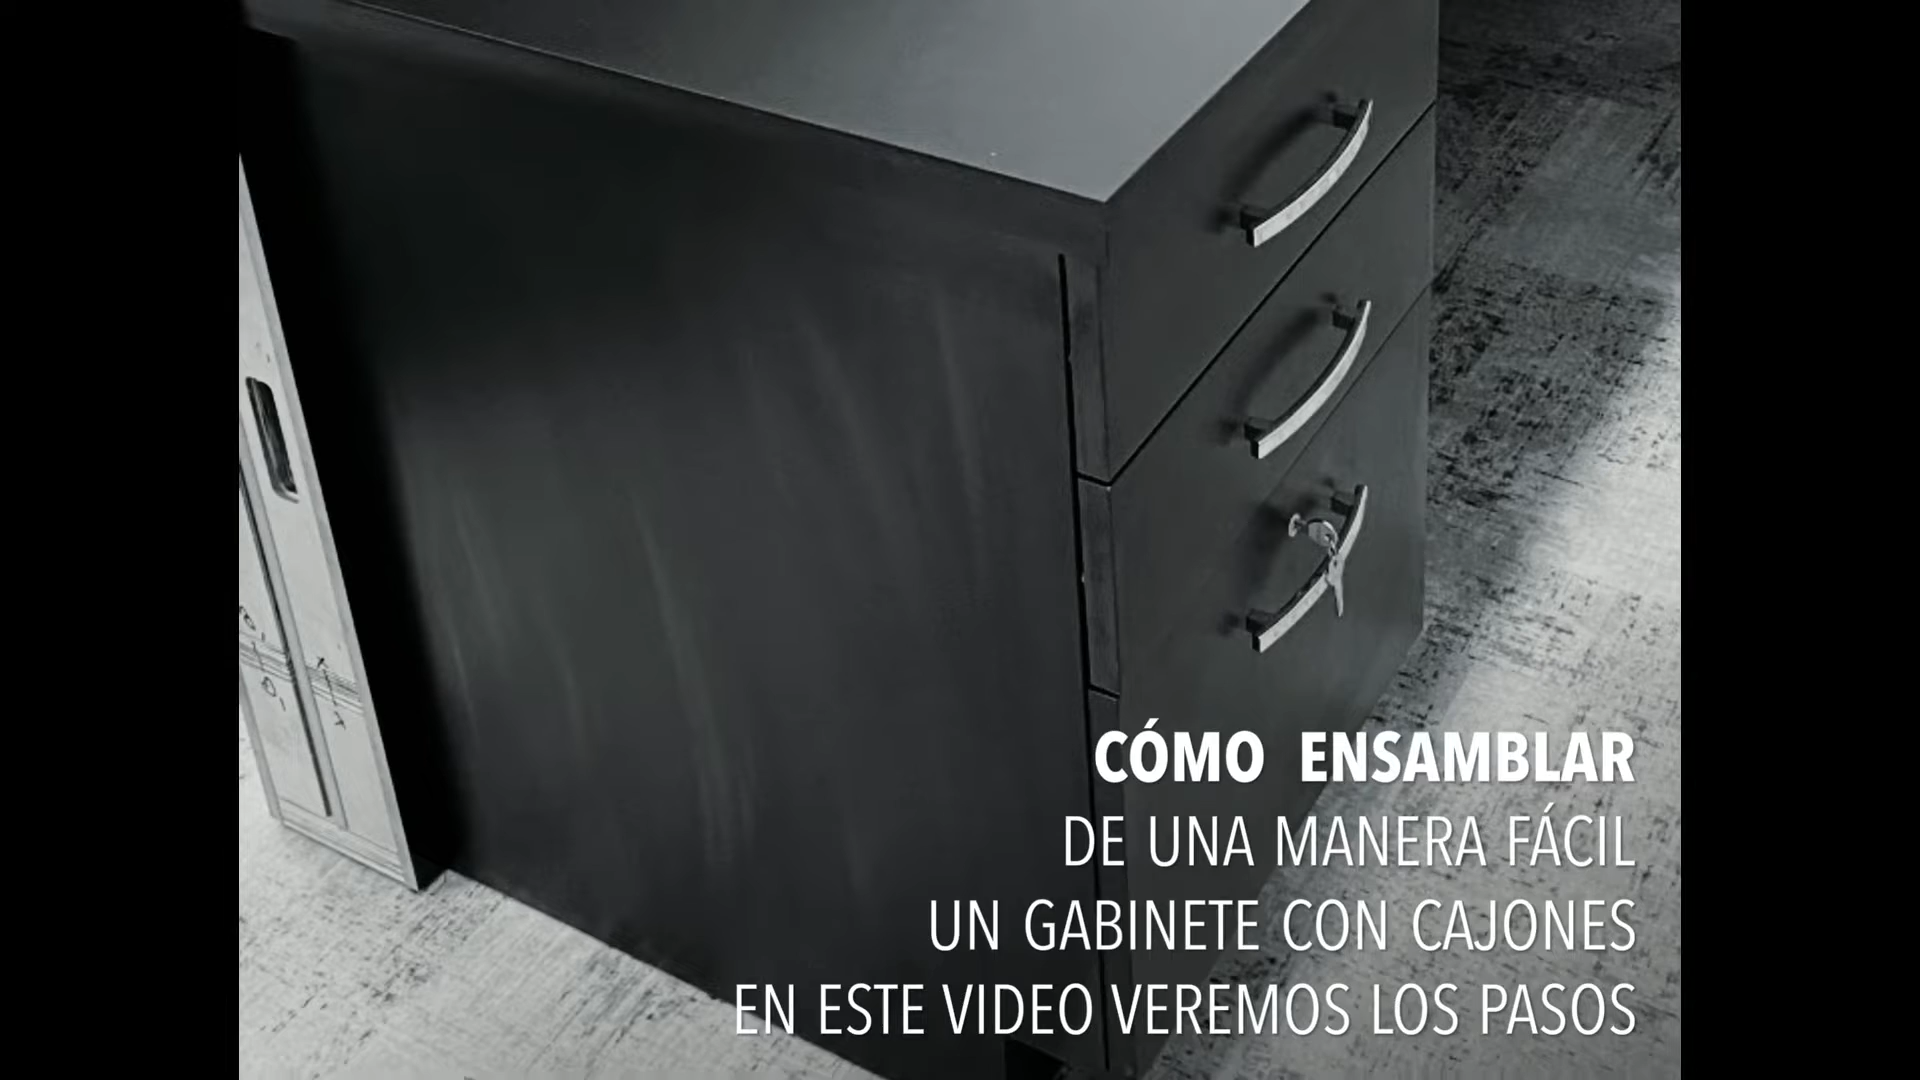 CÓMO ENSAMBLAR
DE UNA MANERA FÁCIL
UN GABINETE CON CAJONES
EN ESTE VIDEO VEREMOS LOS PASOS